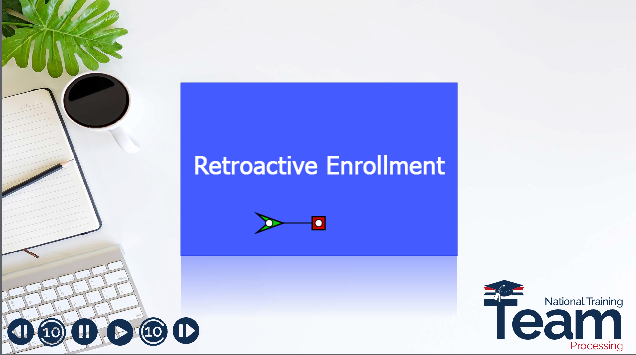 Retroactive Enrollment
10
10
National Training
Team
Processing